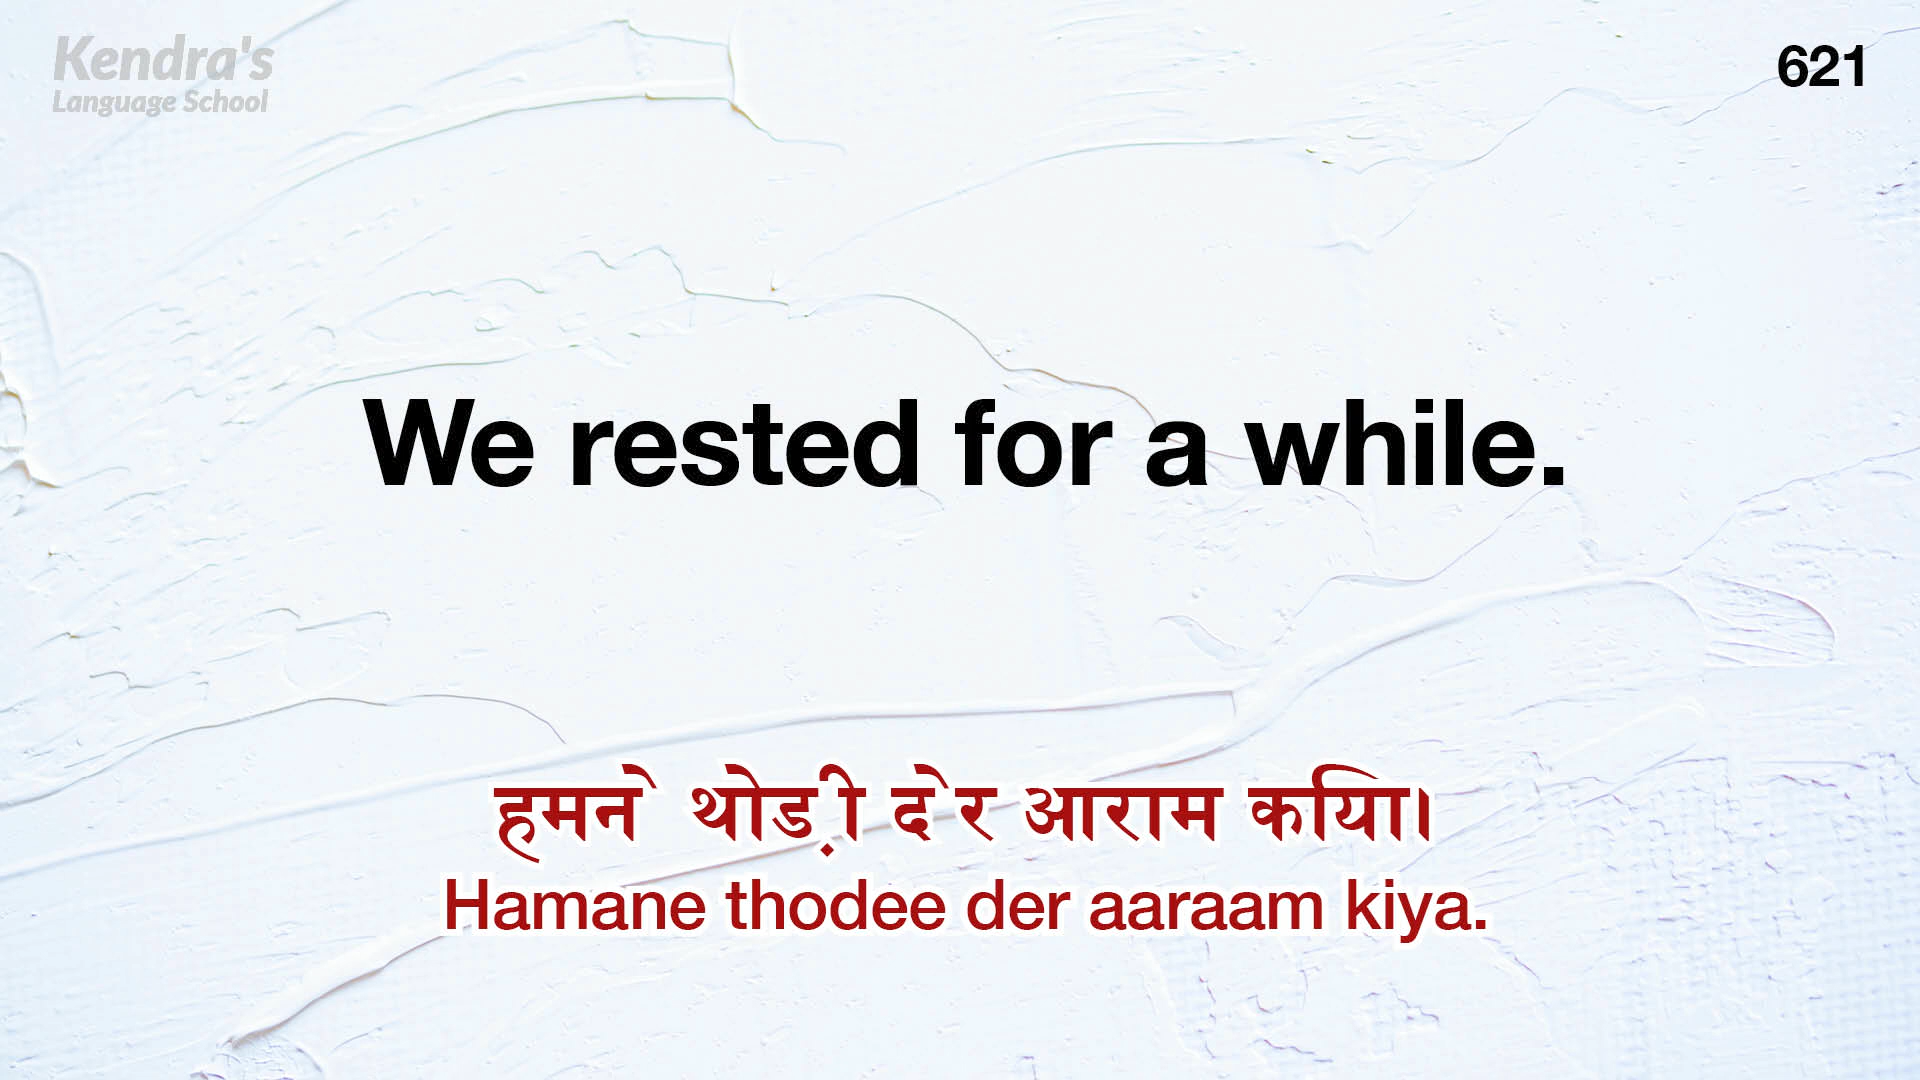 Kendra's
Language School
621
We rested for a while.
हमने थोड़ी देर आराम किया।
Hamane thodee der aaraam kiya.